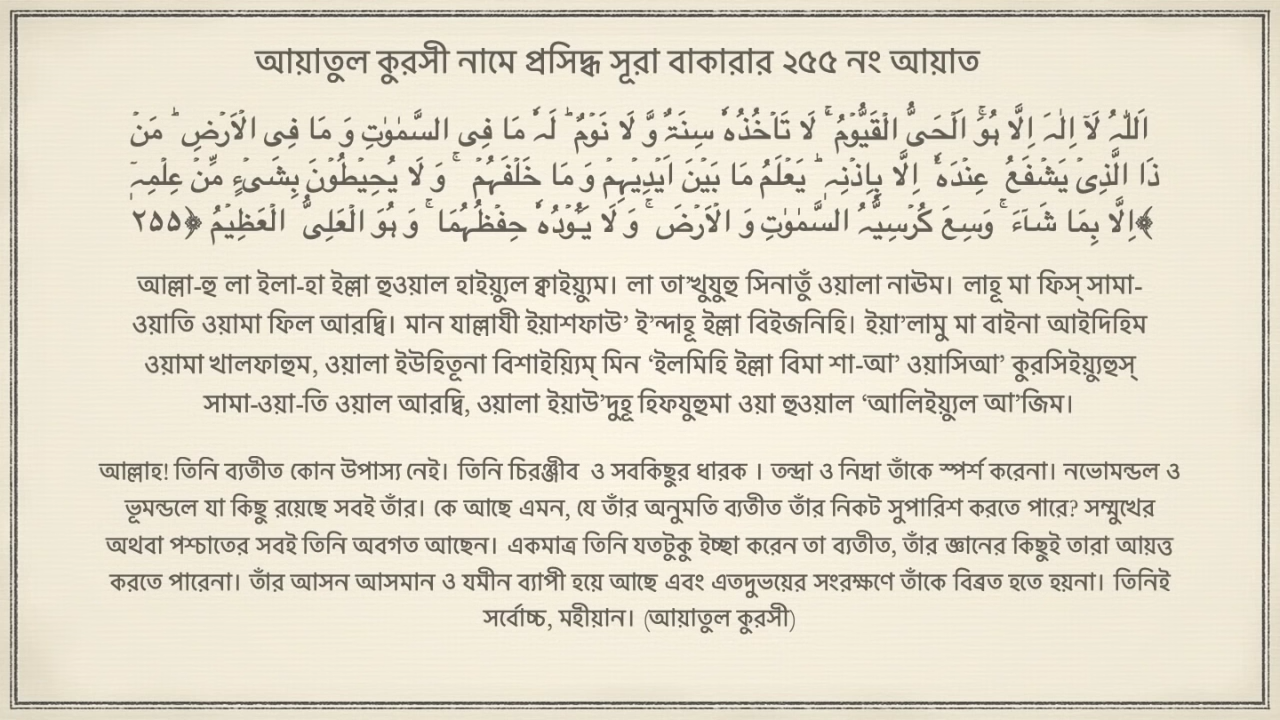 আয়াতুল কুরসী নামে প্রসিদ্ধ সূরা বাকারার ২৫৫ নং আয়াত
اَللّٰہُ لَاۤ اِلٰہَ اِلَّا ہُوَۚ اَلۡحَیُّ الۡقَیُّوۡمُ ۬ۚ لَا تَاۡخُذُہٗ سِنَۃٌ وَّ لَا نَوۡمٌ ؕ لَہٗ مَا فِی السَّمٰوٰتِ وَ مَا فِی الۡاَرۡضِ ؕ مَنۡ
ذَا الَّذِیۡ یَشۡفَعُ عِنۡدَہٗۤ اِلَّا بِاِذۡنِہٖ ؕ یَعۡلَمُ مَا بَیۡنَ اَیۡدِیۡہِمۡ وَ مَا خَلۡفَہُمۡ ۚ وَ لَا یُحِیۡطُوۡنَ بِشَیۡءٍ مِّنۡ عِلۡمِہٖۤ
﴾اِلَّا بِمَا شَآءَ ۚ وَسِعَ کُرۡسِیُّہُ السَّمٰوٰتِ وَ الۡاَرۡضَ ۚ وَ لَا یَـُٔوۡدُہٗ حِفۡظُہُمَا ۚ وَ ہُوَ الۡعَلِیُّ الۡعَظِیۡمُ ﴿۲۵۵
আল্লা-হু লা ইলা-হা ইল্লা হুওয়াল হাইয়্যুল ক্বাইয়্যুম। লা তা’খুযুহু সিনাতুঁ ওয়ালা নাঊম। লাহূ মা ফিস্ সামা-
ওয়াতি ওয়ামা ফিল আরদ্বি। মান যাল্লাযী ইয়াশফাউ’ ই’ন্দাহূ ইল্লা বিইজনিহি। ইয়া’লামু মা বাইনা আইদিহিম
ওয়ামা খালফাহুম, ওয়ালা ইউহিতূনা বিশাইয়্যিম্ মিন ‘ইলমিহি ইল্লা বিমা শা-আ’ ওয়াসিআ’ কুরসিইয়্যুহুস্
সামা-ওয়া-তি ওয়াল আরদ্বি, ওয়ালা ইয়াউ’দুহূ হিফযুহুমা ওয়া হুওয়াল ‘আলিইয়্যুল আ’জিম।
আল্লাহ! তিনি ব্যতীত কোন উপাস্য নেই। তিনি চিরঞ্জীব ও সবকিছুর ধারক । তন্দ্রা ও নিদ্রা তাঁকে স্পর্শ করেনা। নভোমন্ডল ও
ভূমন্ডলে যা কিছু রয়েছে সবই তাঁর। কে আছে এমন, যে তাঁর অনুমতি ব্যতীত তাঁর নিকট সুপারিশ করতে পারে? সম্মুখের
অথবা পশ্চাতের সবই তিনি অবগত আছেন। একমাত্র তিনি যতটুকু ইচ্ছা করেন তা ব্যতীত, তাঁর জ্ঞানের কিছুই তারা আয়ত্ত
করতে পারেনা। তাঁর আসন আসমান ও যমীন ব্যাপী হয়ে আছে এবং এতদুভয়ের সংরক্ষণে তাঁকে বিব্রত হতে হয়না। তিনিই
সর্বোচ্চ, মহীয়ান। (আয়াতুল কুরসী)